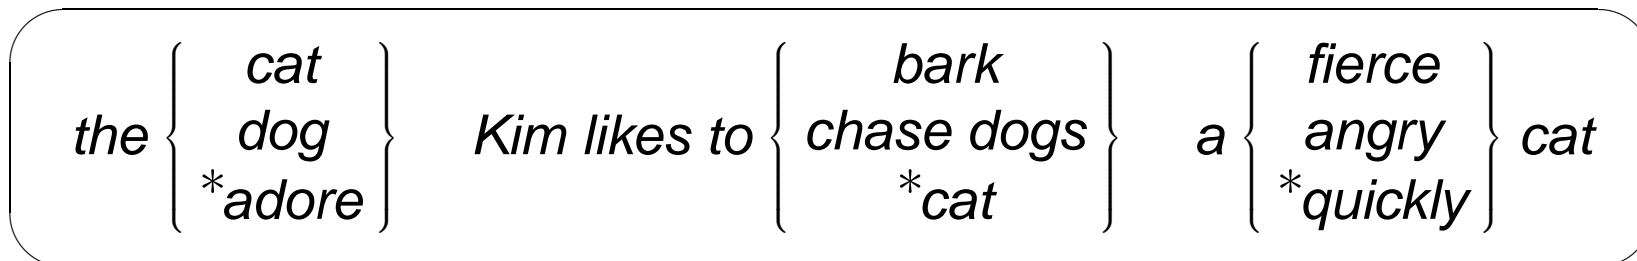 cat bark fierce
the { dog } Kim likes to { chase dogs } a { angry } cat
*adore *cat *quickly